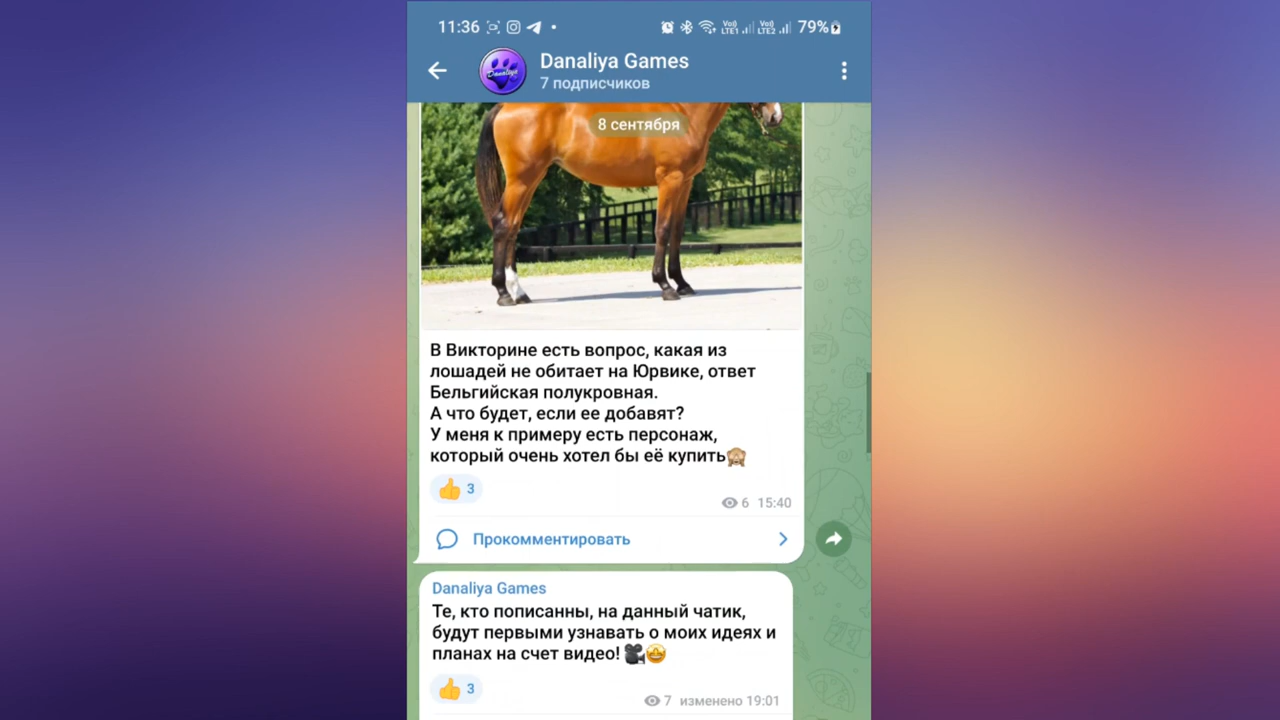 11:36
Vo) LTE1
Vo) LTE2
79%
Danaliya
Danaliya Games
7 подписчиков
8 сентября
В Викторине есть вопрос, какая из
лошадей не обитает на Юрвике, ответ
Бельгийская полукровная.
А что будет, если ее добавят?
У меня к примеру есть персонаж,
который очень хотел бы её купить🙈
👍 3
6 15:40
Прокомментировать
Danaliya Games
Те, кто пописанны, на данный чатик,
будут первыми узнавать о моих идеях и
планах на счет видео! 🎥🤩
👍 3
7 изменено 19:01